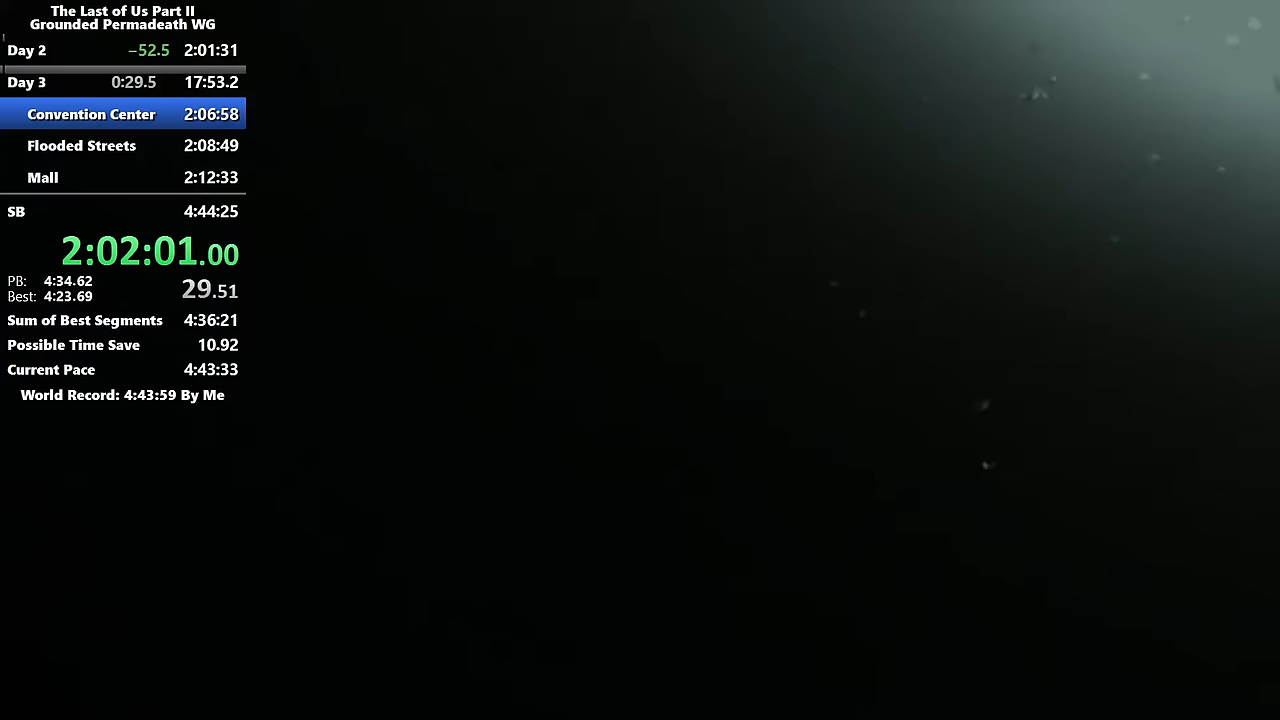 The Last of Us Part II
Grounded Permadeath WG
Day 2 −52.5 2:01:31
Day 3 0:29.5 17:53.2
Convention Center 2:06:58
Flooded Streets 2:08:49
Mall 2:12:33
SB 4:44:25
2:02:01.00
PB: 4:34.62
Best: 4:23.69
29.51
Sum of Best Segments 4:36:21
Possible Time Save 10.92
Current Pace 4:43:33
World Record: 4:43:59 By Me